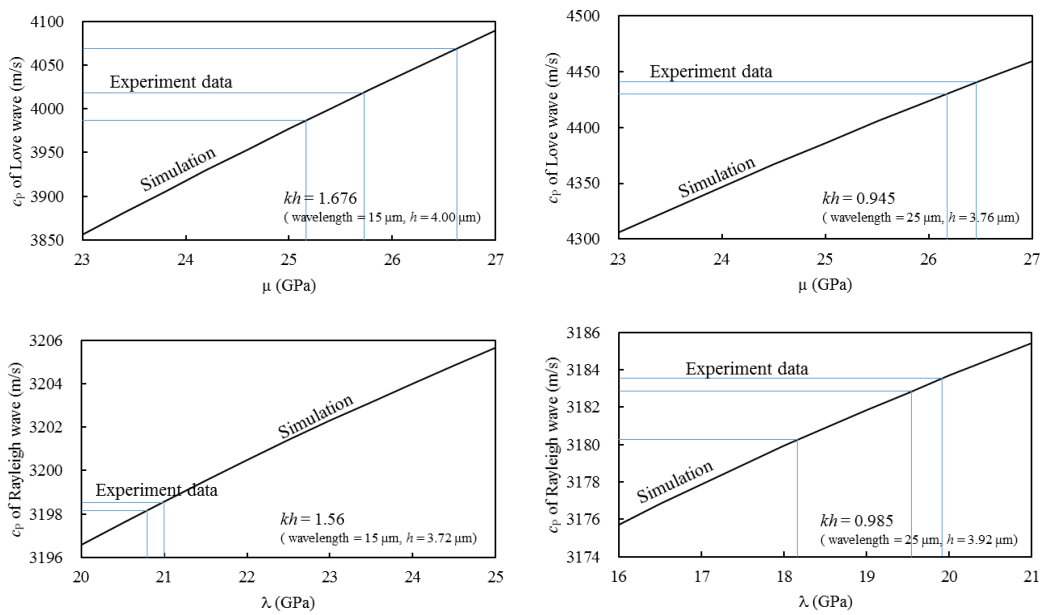 4100
4050
4000
3950
3900
3850
23
24
25
26
27
cₚ of Love wave (m/s)
μ (GPa)
Experiment data
Simulation
kh = 1.676
( wavelength = 15 μm, h = 4.00 μm)
4500
4450
4400
4350
4300
23
24
25
26
27
cₚ of Love wave (m/s)
μ (GPa)
Experiment data
Simulation
kh = 0.945
( wavelength = 25 μm, h = 3.76 μm)
3206
3204
3202
3200
3198
3196
20
21
22
23
24
25
cₚ of Rayleigh wave (m/s)
λ (GPa)
Simulation
Experiment data
kh = 1.56
( wavelength = 15 μm, h = 3.72 μm)
3186
3184
3182
3180
3178
3176
3174
16
17
18
19
20
21
cₚ of Rayleigh wave (m/s)
λ (GPa)
Experiment data
Simulation
kh = 0.985
( wavelength = 25 μm, h = 3.92 μm)